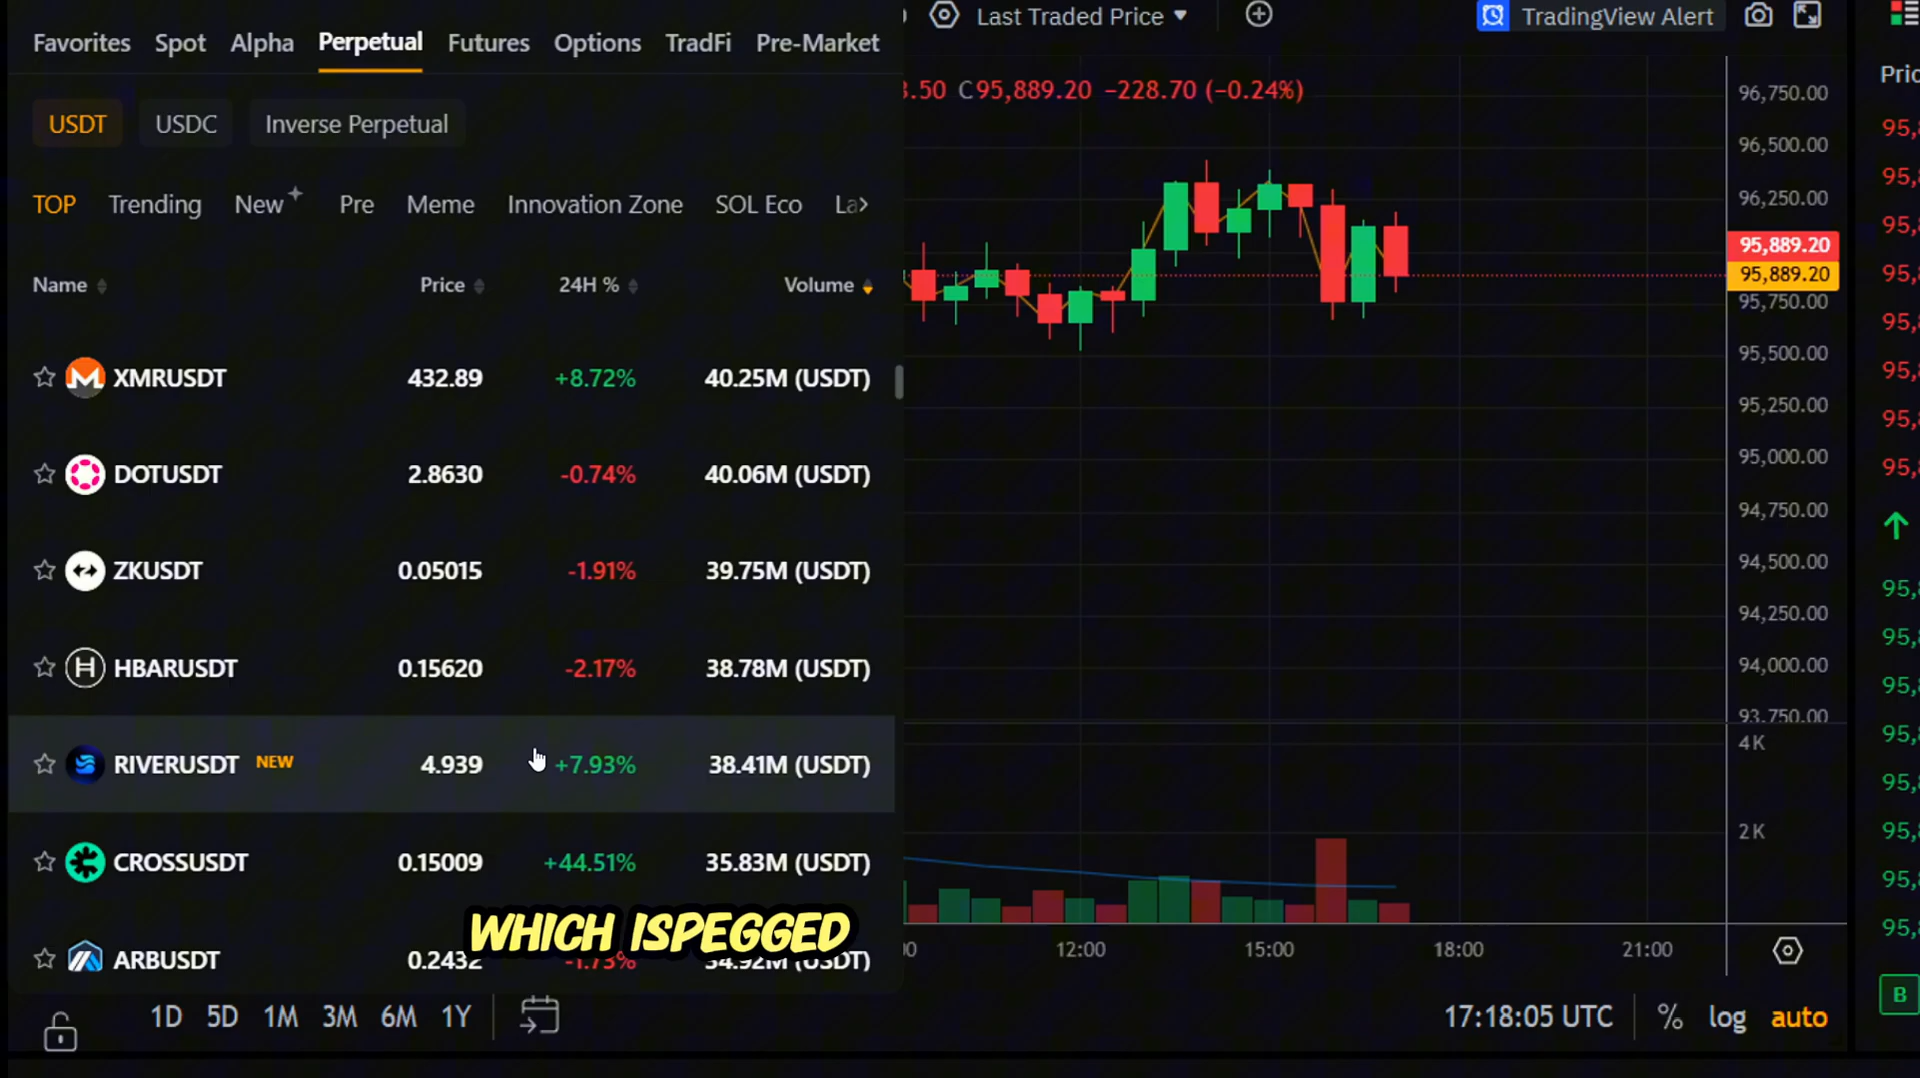 Favorites Spot Alpha Perpetual Futures Options TradFi Pre-Market
Last Traded Price
TradingView Alert
USDT USDC Inverse Perpetual
TOP Trending New Pre Meme Innovation Zone SOL Eco
Name Price 24H % Volume
XMRUSDT 432.89 +8.72% 40.25M (USDT)
DOTUSDT 2.8630 -0.74% 40.06M (USDT)
ZKUSDT 0.05015 -1.91% 39.75M (USDT)
HBARUSDT 0.15620 -2.17% 38.78M (USDT)
RIVERUSDT NEW 4.939 +7.93% 38.41M (USDT)
CROSSUSDT 0.15009 +44.51% 35.83M (USDT)
ARBUSDT 0.2432 -1.73% 34.92M (USDT)
WHICH ISPEGGED
C95,889.20 −228.70 (−0.24%)
96,750.00
96,500.00
96,250.00
95,889.20
95,889.20
95,750.00
95,500.00
95,250.00
95,000.00
94,750.00
94,500.00
94,250.00
94,000.00
93,750.00
4K
2K
12:00 15:00 18:00 21:00
1D 5D 1M 3M 6M 1Y
17:18:05 UTC % log auto
B